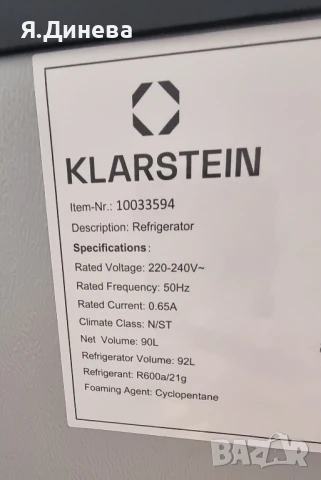 Я.Динева
KLARSTEIN
Item-Nr.: 10033594
Description: Refrigerator
Specifications:
Rated Voltage: 220-240V~
Rated Frequency: 50Hz
Rated Current: 0.65A
Climate Class: N/ST
Net Volume: 90L
Refrigerator Volume: 92L
Refrigerant: R600a/21g
Foaming Agent: Cyclopentane
БАZАР